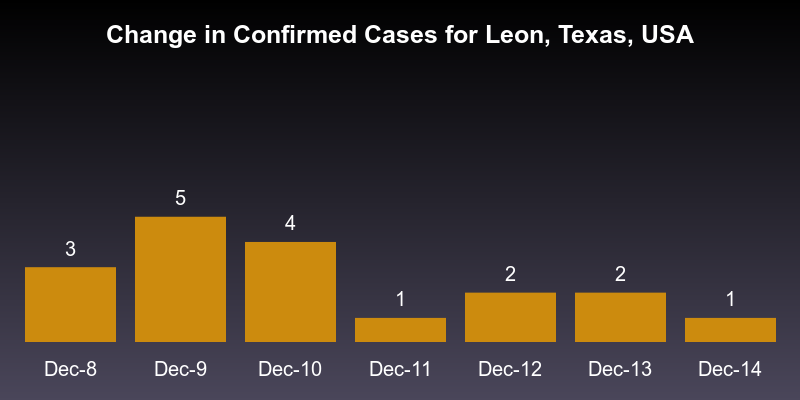 Change in Confirmed Cases for Leon, Texas, USA
3
5
4
1
2
2
1
Dec-8
Dec-9
Dec-10
Dec-11
Dec-12
Dec-13
Dec-14